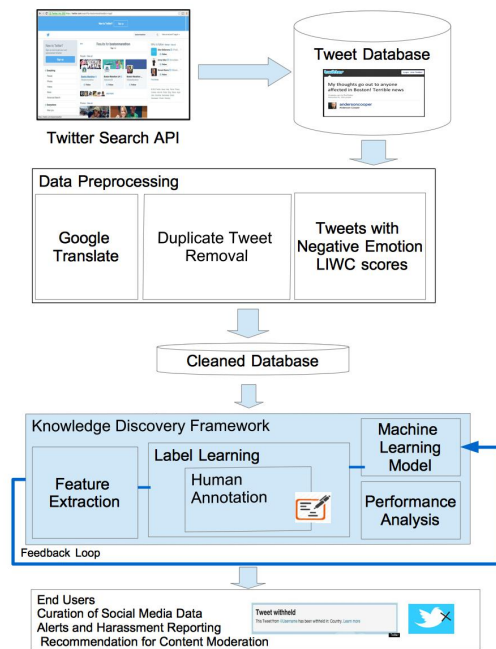 Twitter Search API
Tweet Database
My thoughts go out to anyone
affected in Boston! Terrible news
andersoncooper
Anderson Cooper
Data Preprocessing
Google
Translate
Duplicate Tweet
Removal
Tweets with
Negative Emotion
LIWC scores
Cleaned Database
Knowledge Discovery Framework
Feature
Extraction
Label Learning
Human
Annotation
Machine
Learning
Model
Performance
Analysis
Feedback Loop
End Users
Curation of Social Media Data
Alerts and Harassment Reporting
Recommendation for Content Moderation
Tweet withheld
This Tweet from has been withheld in: Country. Learn more